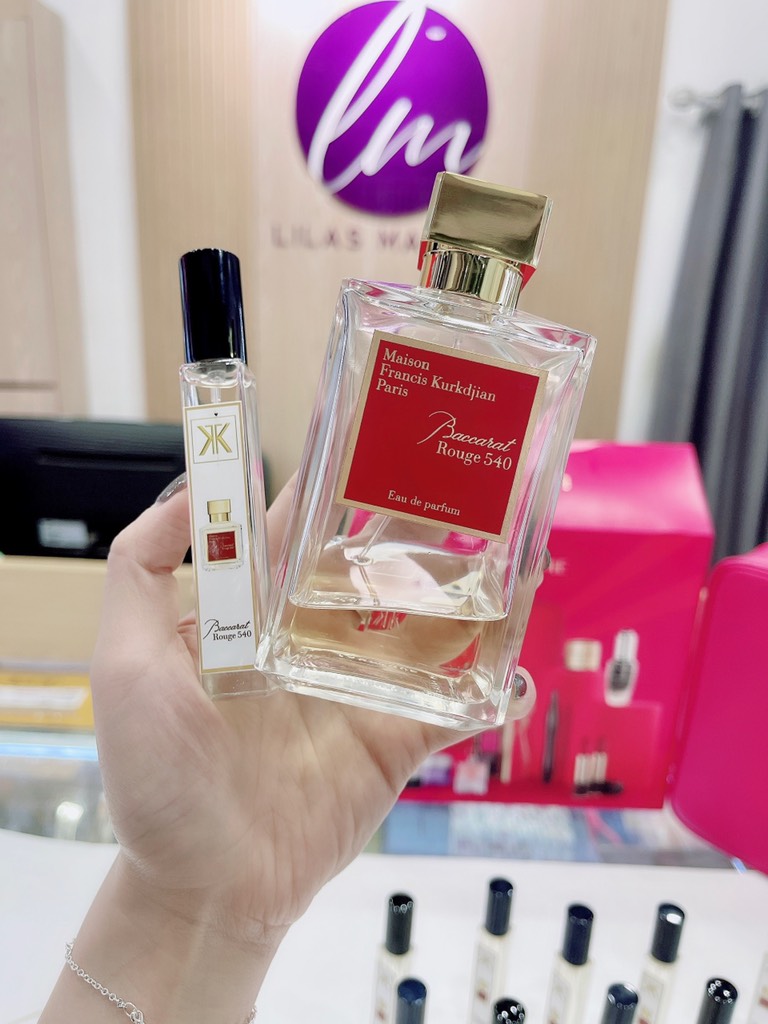 lm
LILAS MA
Maison
Francis Kurkdjian
Paris
Baccarat
Rouge 540
Eau de parfum
Baccarat
Rouge 540